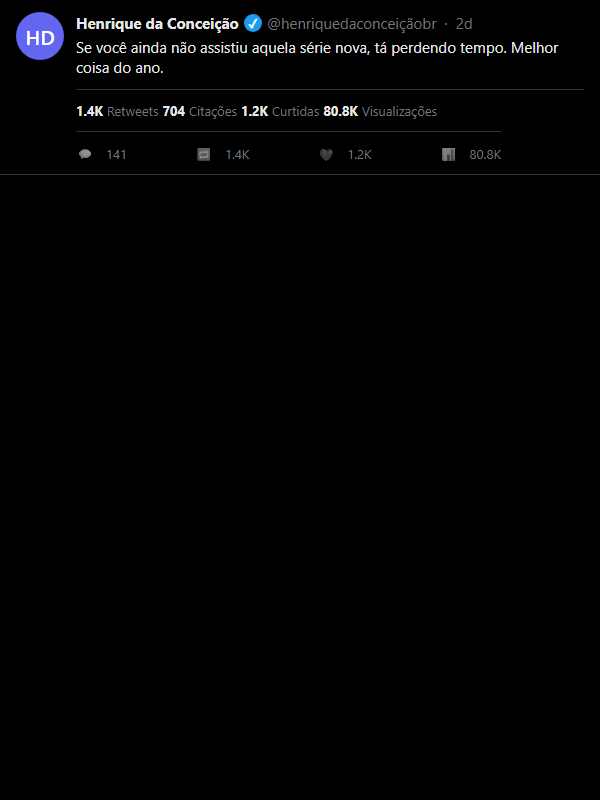 HD
Henrique da Conceição @henriquedaconceiçãobr · 2d
Se você ainda não assistiu aquela série nova, tá perdendo tempo. Melhor
coisa do ano.
1.4K Retweets 704 Citações 1.2K Curtidas 80.8K Visualizações
141 1.4K 1.2K 80.8K